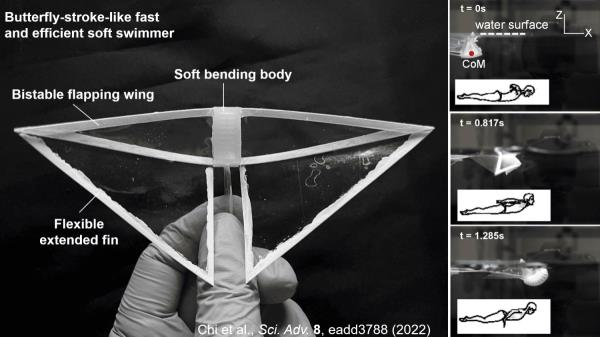 Butterfly-stroke-like fast
and efficient soft swimmer
Soft bending body
Bistable flapping wing
Flexible
extended fin
Chi et al., Sci. Adv. 8, eadd3788 (2022)
t = 0s
water surface
Z
X
CoM
t = 0.817s
t = 1.285s